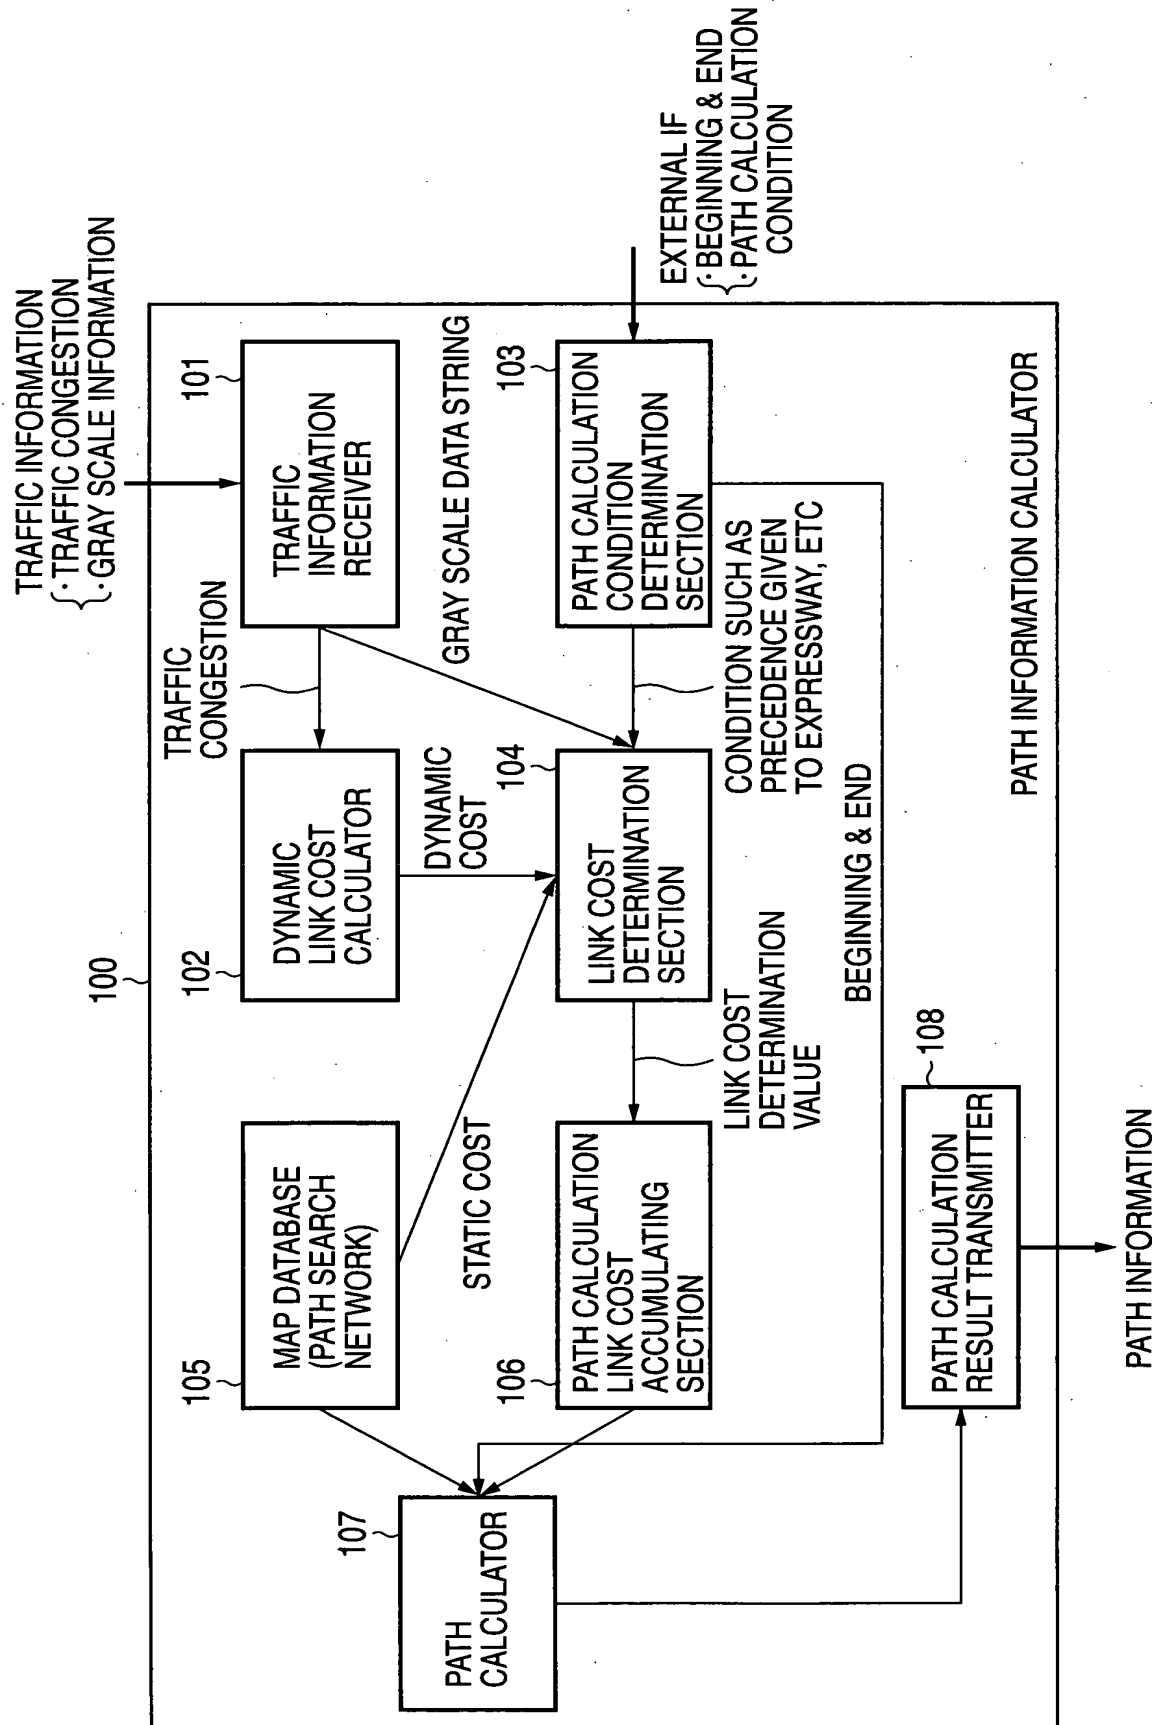 TRAFFIC INFORMATION
· TRAFFIC CONGESTION
· GRAY SCALE INFORMATION
EXTERNAL IF
· BEGINNING & END
· PATH CALCULATION
CONDITION
100
101
TRAFFIC
INFORMATION
RECEIVER
TRAFFIC
CONGESTION
GRAY SCALE DATA STRING
103
PATH CALCULATION
CONDITION
DETERMINATION
SECTION
102
DYNAMIC
LINK COST
CALCULATOR
DYNAMIC
COST
104
LINK COST
DETERMINATION
SECTION
CONDITION SUCH AS
PRECEDENCE GIVEN
TO EXPRESSWAY, ETC
BEGINNING & END
105
MAP DATABASE
(PATH SEARCH
NETWORK)
STATIC COST
106
PATH CALCULATION
LINK COST
ACCUMULATING
SECTION
LINK COST
DETERMINATION
VALUE
107
PATH
CALCULATOR
108
PATH CALCULATION
RESULT TRANSMITTER
PATH INFORMATION CALCULATOR
PATH INFORMATION